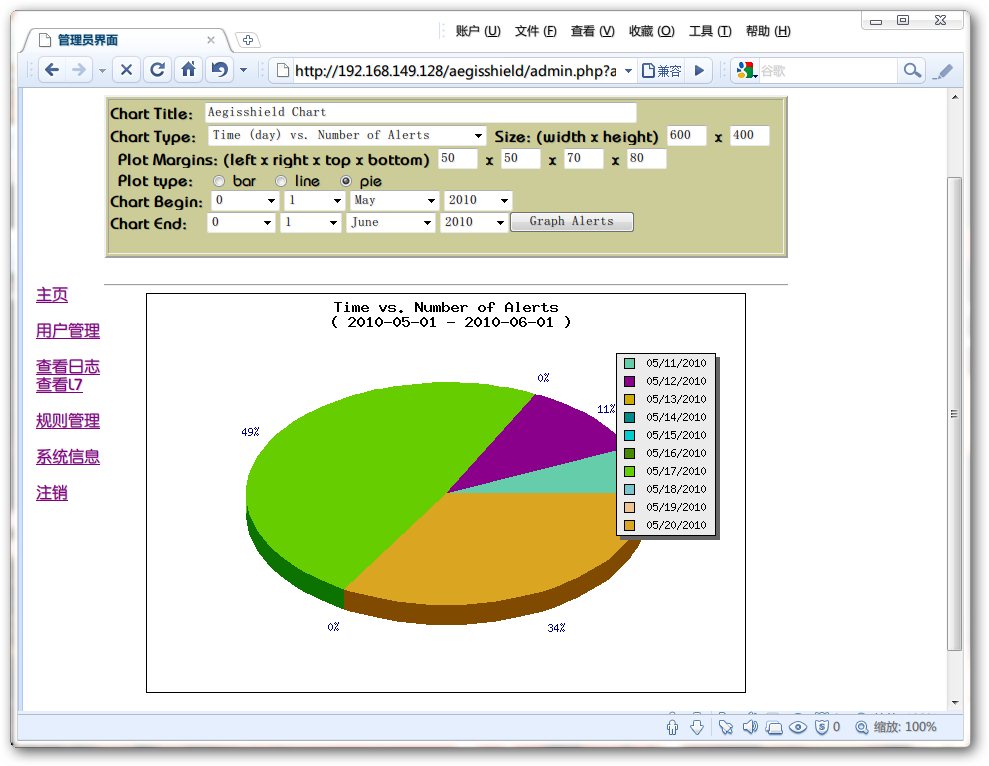 账户 (U) 文件 (F) 查看 (V) 收藏 (O) 工具 (T) 帮助 (H)
管理员界面
http://192.168.149.128/aegisshield/admin.php?a 兼容 谷歌
Chart Title: Aegisshield Chart
Chart Type: Time (day) vs. Number of Alerts Size: (width x height) 600 x 400
Plot Margins: (left x right x top x bottom) 50 x 50 x 70 x 80
Plot type: bar line pie
Chart Begin: 0 1 May 2010
Chart End: 0 1 June 2010 Graph Alerts
主页
用户管理
查看日志
查看L7
规则管理
系统信息
注销
Time vs. Number of Alerts
( 2010-05-01 - 2010-06-01 )
0%
11%
49%
0%
34%
05/11/2010
05/12/2010
05/13/2010
05/14/2010
05/15/2010
05/16/2010
05/17/2010
05/18/2010
05/19/2010
05/20/2010
0 缩放: 100%